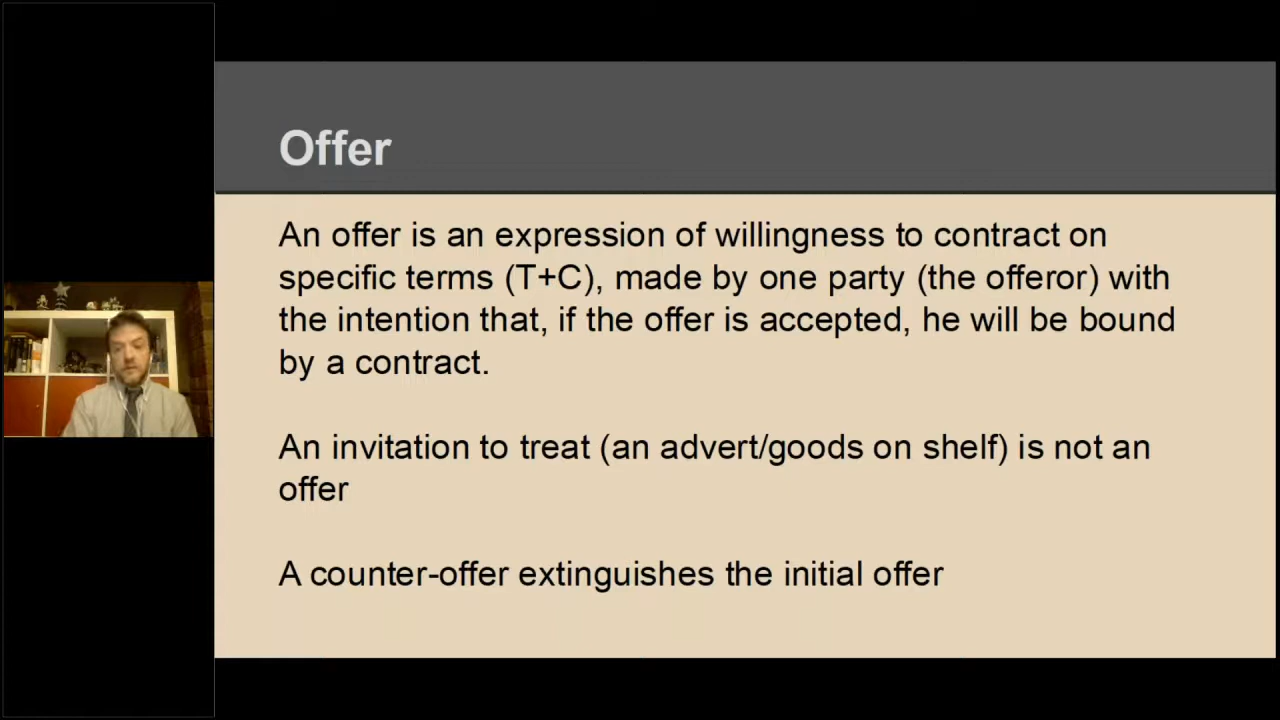 Offer
An offer is an expression of willingness to contract on
specific terms (T+C), made by one party (the offeror) with
the intention that, if the offer is accepted, he will be bound
by a contract.
An invitation to treat (an advert/goods on shelf) is not an
offer
A counter-offer extinguishes the initial offer